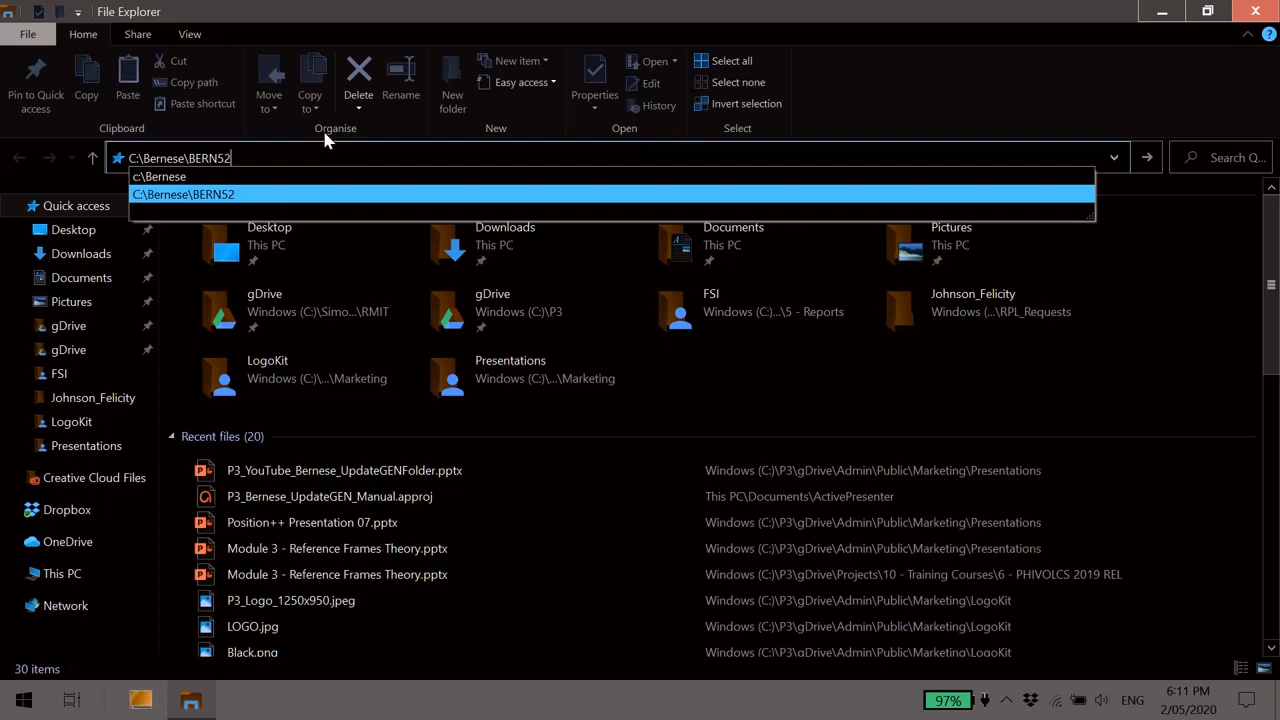 File Explorer
File Home Share View
Pin to Quick access
Copy
Paste
Cut
Copy path
Paste shortcut
Clipboard
Move to
Copy to
Delete
Rename
Organise
New folder
New item
Easy access
New
Properties
Open
Edit
History
Open
Select all
Select none
Invert selection
Select
C:\Bernese\BERN52
Search Q...
c:\Bernese
C:\Bernese\BERN52
Quick access
Desktop
Downloads
Documents
Pictures
gDrive
gDrive
FSI
Johnson_Felicity
LogoKit
Presentations
Creative Cloud Files
Dropbox
OneDrive
This PC
Network
Desktop
This PC
Downloads
This PC
Documents
This PC
Pictures
This PC
gDrive
Windows (C:)\Simo...\RMIT
gDrive
Windows (C:)\P3
FSI
Windows (C:)...\5 - Reports
Johnson_Felicity
Windows (...\RPL_Requests
LogoKit
Windows (C:)\...\Marketing
Presentations
Windows (C:)\...\Marketing
Recent files (20)
P3_YouTube_Bernese_UpdateGENFolder.pptx Windows (C:)\P3\gDrive\Admin\Public\Marketing\Presentations
P3_Bernese_UpdateGEN_Manual.approj This PC\Documents\ActivePresenter
Position++ Presentation 07.pptx Windows (C:)\P3\gDrive\Admin\Public\Marketing\Presentations
Module 3 - Reference Frames Theory.pptx Windows (C:)\P3\gDrive\Admin\Public\Marketing\Presentations
Module 3 - Reference Frames Theory.pptx Windows (C:)\P3\gDrive\Projects\10 - Training Courses\6 - PHIVOLCS 2019 REL
P3_Logo_1250x950.jpeg Windows (C:)\P3\gDrive\Admin\Public\Marketing\LogoKit
LOGO.jpg Windows (C:)\P3\gDrive\Admin\Public\Marketing\LogoKit
Black.png Windows (C:)\P3\gDrive\Admin\Public\Marketing\LogoKit
30 items
97%
ENG
6:11 PM
2/05/2020